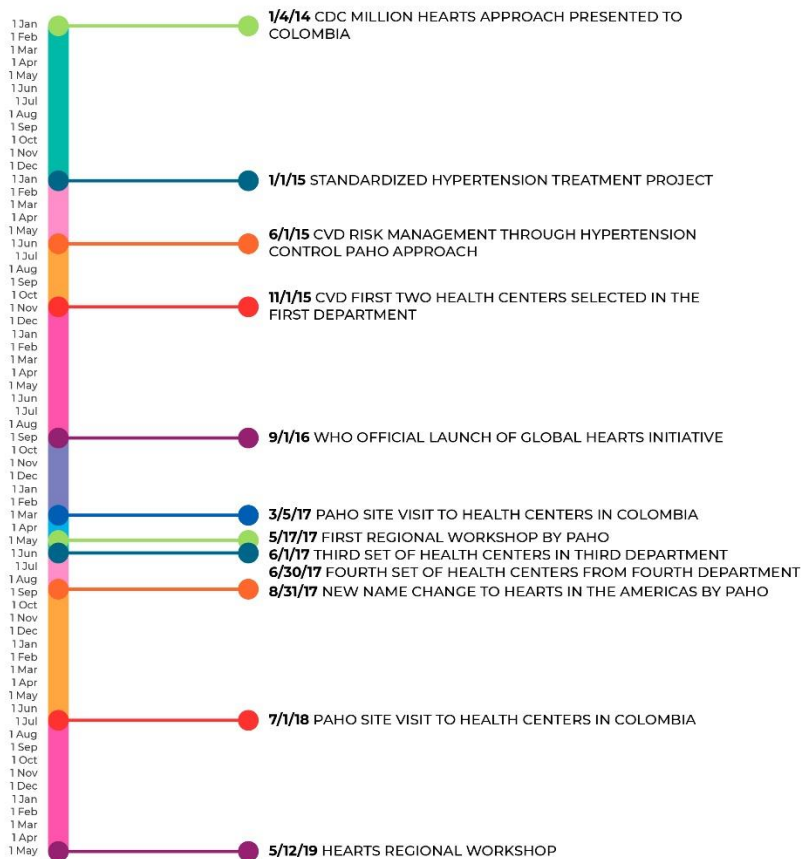 1 Jan
1 Feb
1 Mar
1 Apr
1 May
1 Jun
1 Jul
1 Aug
1 Sep
1 Oct
1 Nov
1 Dec
1 Jan
1 Feb
1 Mar
1 Apr
1 May
1 Jun
1 Jul
1 Aug
1 Sep
1 Oct
1 Nov
1 Dec
1 Jan
1 Feb
1 Mar
1 Apr
1 May
1 Jun
1 Jul
1 Aug
1 Sep
1 Oct
1 Nov
1 Dec
1 Jan
1 Feb
1 Mar
1 Apr
1 May
1 Jun
1 Jul
1 Aug
1 Sep
1 Oct
1 Nov
1 Dec
1 Jan
1 Feb
1 Mar
1 Apr
1 May
1 Jun
1 Jul
1 Aug
1 Sep
1 Oct
1 Nov
1 Dec
1 Jan
1 Feb
1 Mar
1 Apr
1 May
1/4/14 CDC MILLION HEARTS APPROACH PRESENTED TO
COLOMBIA
1/1/15 STANDARDIZED HYPERTENSION TREATMENT PROJECT
6/1/15 CVD RISK MANAGEMENT THROUGH HYPERTENSION
CONTROL PAHO APPROACH
11/1/15 CVD FIRST TWO HEALTH CENTERS SELECTED IN THE
FIRST DEPARTMENT
9/1/16 WHO OFFICIAL LAUNCH OF GLOBAL HEARTS INITIATIVE
3/5/17 PAHO SITE VISIT TO HEALTH CENTERS IN COLOMBIA
5/17/17 FIRST REGIONAL WORKSHOP BY PAHO
6/1/17 THIRD SET OF HEALTH CENTERS IN THIRD DEPARTMENT
6/30/17 FOURTH SET OF HEALTH CENTERS FROM FOURTH DEPARTMENT
8/31/17 NEW NAME CHANGE TO HEARTS IN THE AMERICAS BY PAHO
7/1/18 PAHO SITE VISIT TO HEALTH CENTERS IN COLOMBIA
5/12/19 HEARTS REGIONAL WORKSHOP